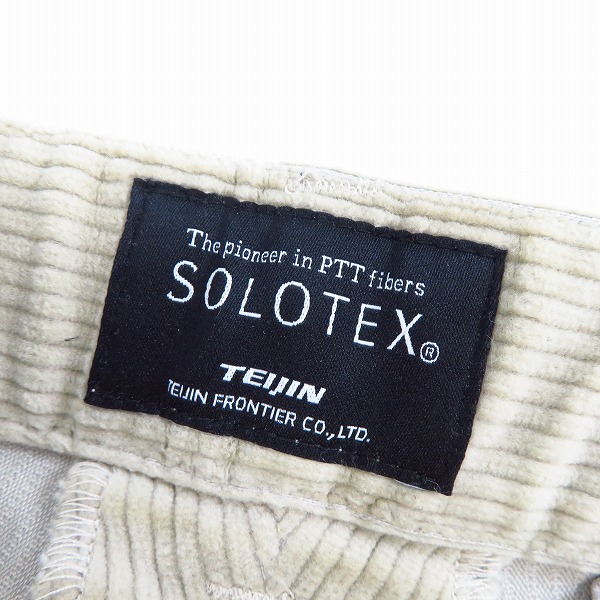 The pioneer in PTT fibers
SOLOTEX®
TEIJIN
TEIJIN FRONTIER CO.,LTD.